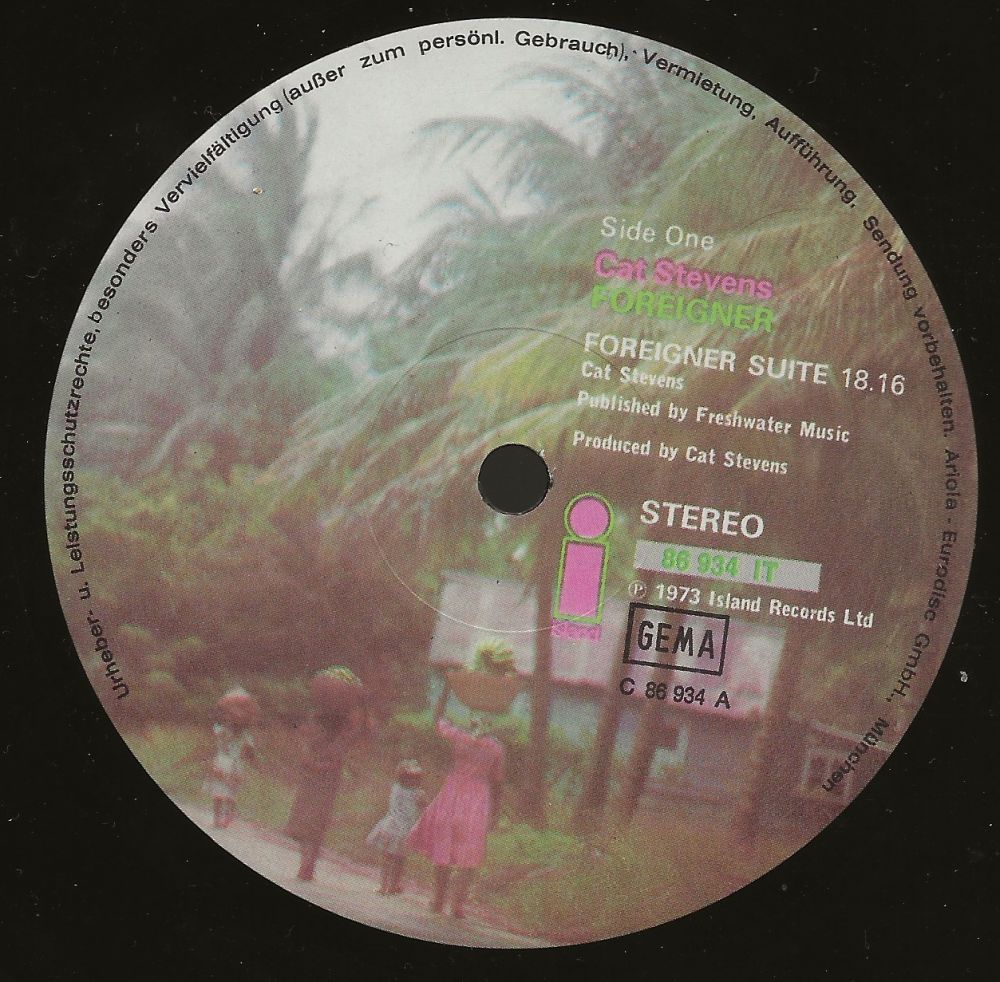 Urheber- u. Leistungsschutzrechte, besonders Vervielfältigung (außer zum persönl. Gebrauch), Vermietung, Aufführung, Sendung vorbehalten. Ariola - Eurodisc GmbH., München
Side One
Cat Stevens
FOREIGNER
FOREIGNER SUITE 18.16
Cat Stevens
Published by Freshwater Music
Produced by Cat Stevens
STEREO
86 934 IT
℗ 1973 Island Records Ltd
island
GEMA
C 86 934 A